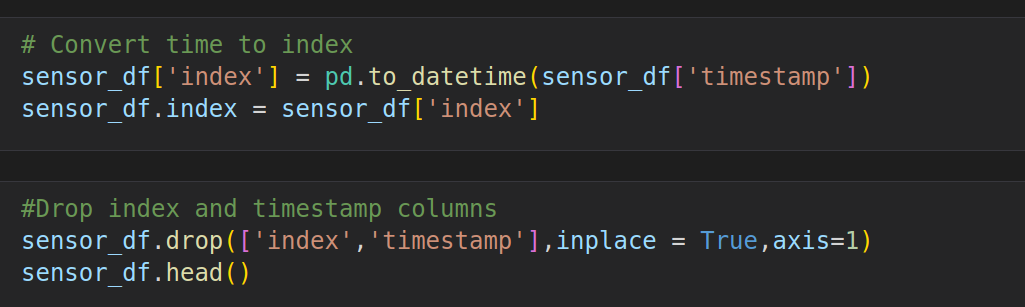 # Convert time to index
sensor_df['index'] = pd.to_datetime(sensor_df['timestamp'])
sensor_df.index = sensor_df['index']
#Drop index and timestamp columns
sensor_df.drop(['index','timestamp'],inplace = True,axis=1)
sensor_df.head()